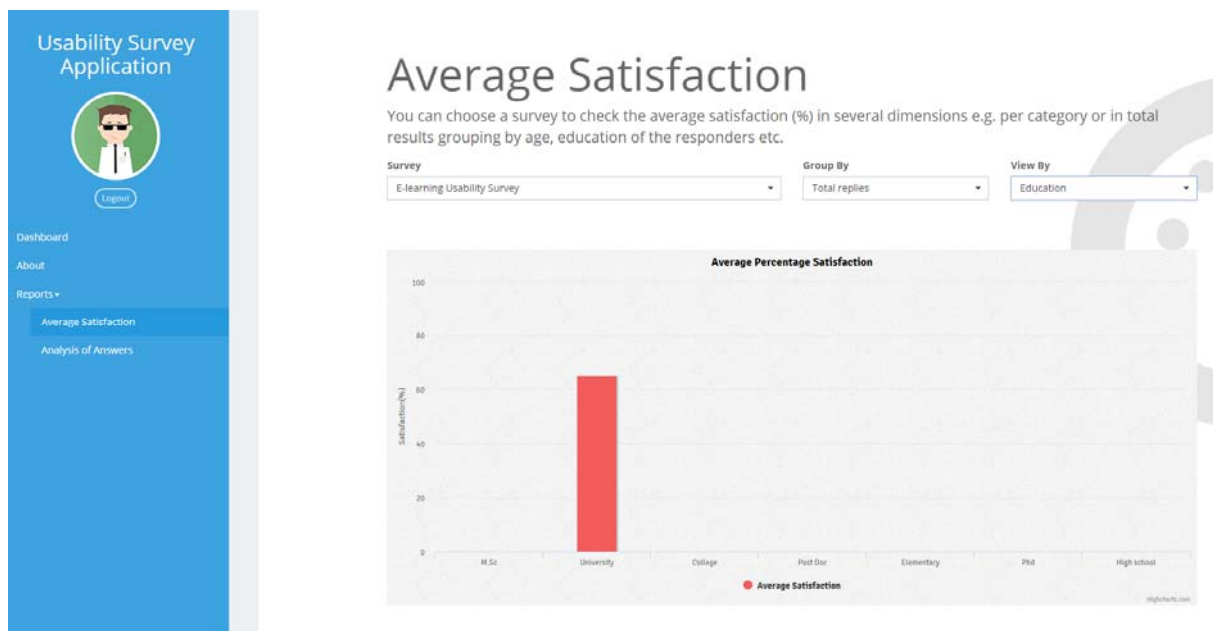 Usability Survey
Application
Logout
Dashboard
About
Reports
Average Satisfaction
Analysis of Answers
Average Satisfaction
You can choose a survey to check the average satisfaction (%) in several dimensions e.g. per category or in total
results grouping by age, education of the responders etc.
Survey
Group By
View By
E-learning Usability Survey
Total replies
Education
Average Percentage Satisfaction
Satisfaction(%)
100
80
60
40
20
0
M.Sc
University
College
Post Doc
Elementary
Phd
High school
Average Satisfaction
Highcharts.com